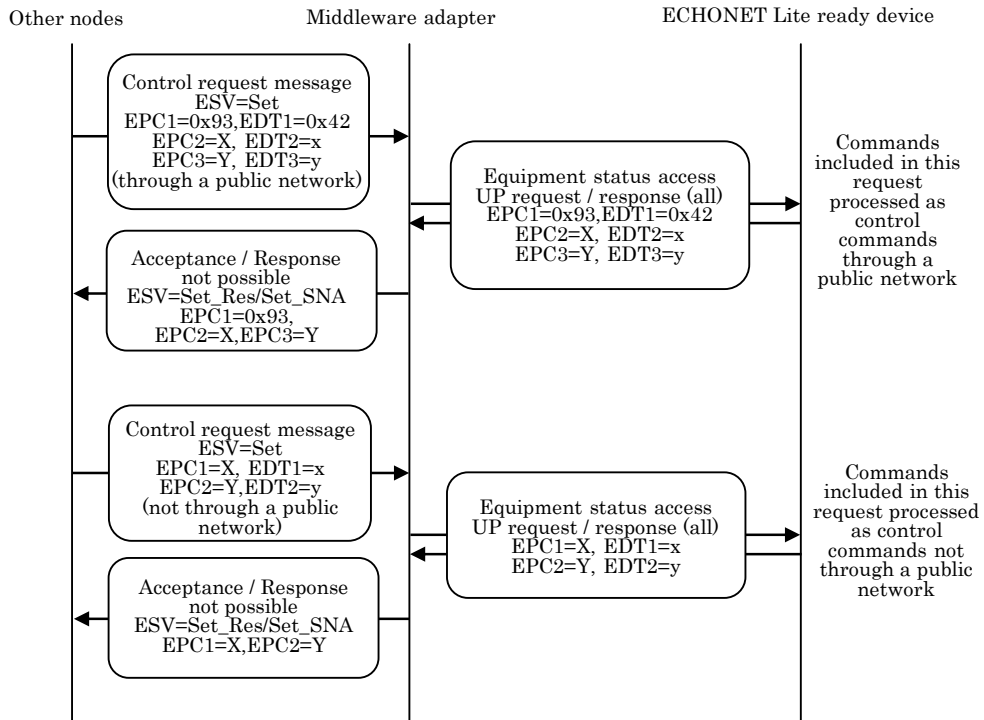 Other nodes
Middleware adapter
ECHONET Lite ready device
Control request message
ESV=Set
EPC1=0x93,EDT1=0x42
EPC2=X, EDT2=x
EPC3=Y, EDT3=y
(through a public network)
Equipment status access
UP request / response (all)
EPC1=0x93,EDT1=0x42
EPC2=X, EDT2=x
EPC3=Y, EDT3=y
Commands
included in this
request
processed as
control
commands
through a
public network
Acceptance / Response
not possible
ESV=Set_Res/Set_SNA
EPC1=0x93,
EPC2=X,EPC3=Y
Control request message
ESV=Set
EPC1=X, EDT1=x
EPC2=Y,EDT2=y
(not through a public
network)
Equipment status access
UP request / response (all)
EPC1=X, EDT1=x
EPC2=Y, EDT2=y
Commands
included in this
request processed
as control
commands not
through a public
network
Acceptance / Response
not possible
ESV=Set_Res/Set_SNA
EPC1=X,EPC2=Y